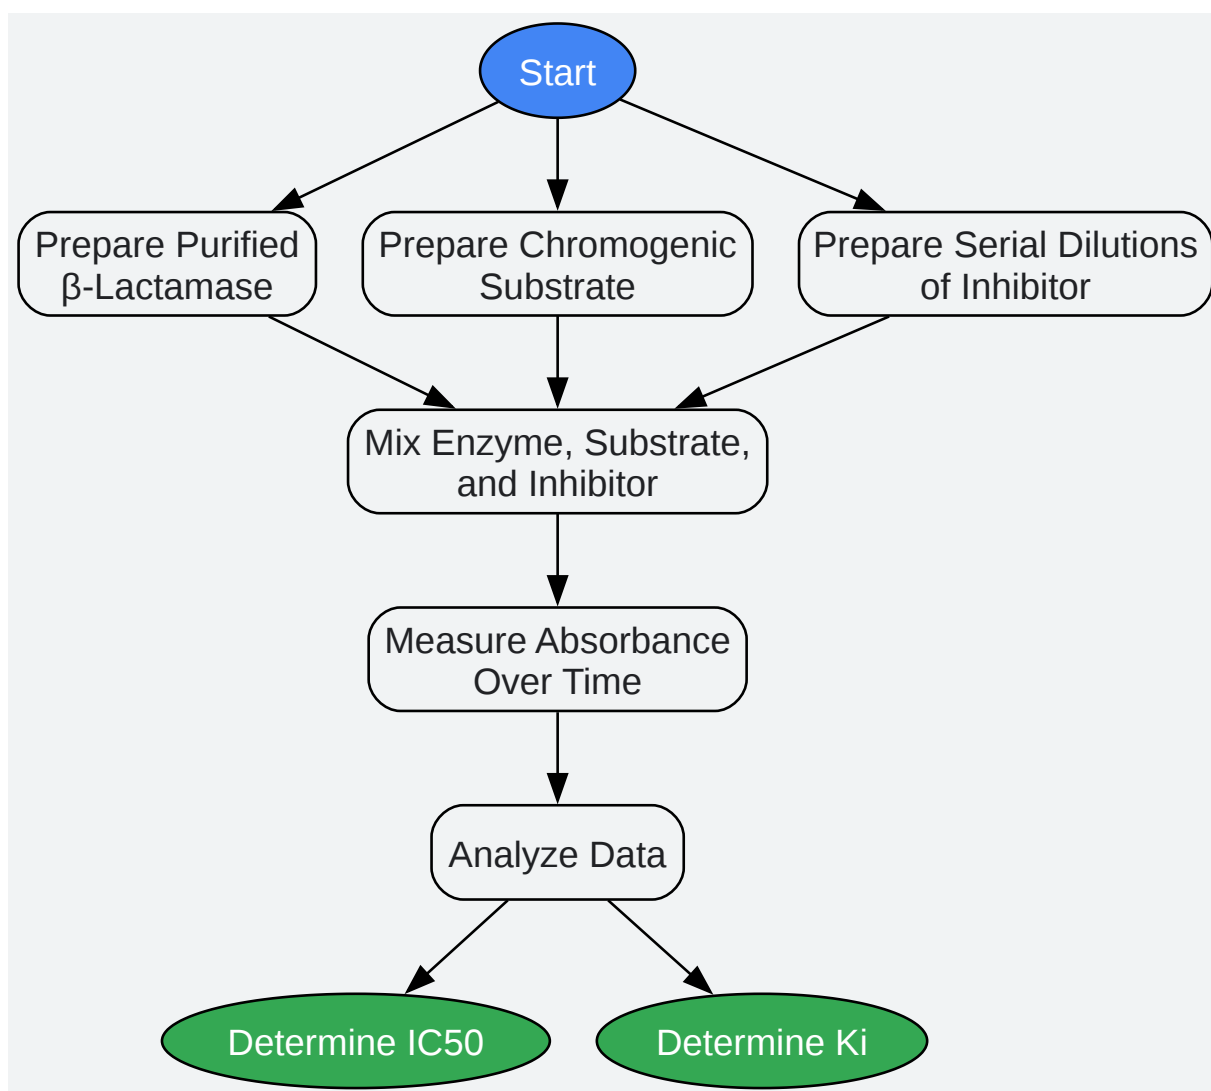 Start
Prepare Purified
β-Lactamase
Prepare Chromogenic
Substrate
Prepare Serial Dilutions
of Inhibitor
Mix Enzyme, Substrate,
and Inhibitor
Measure Absorbance
Over Time
Analyze Data
Determine IC50
Determine Ki